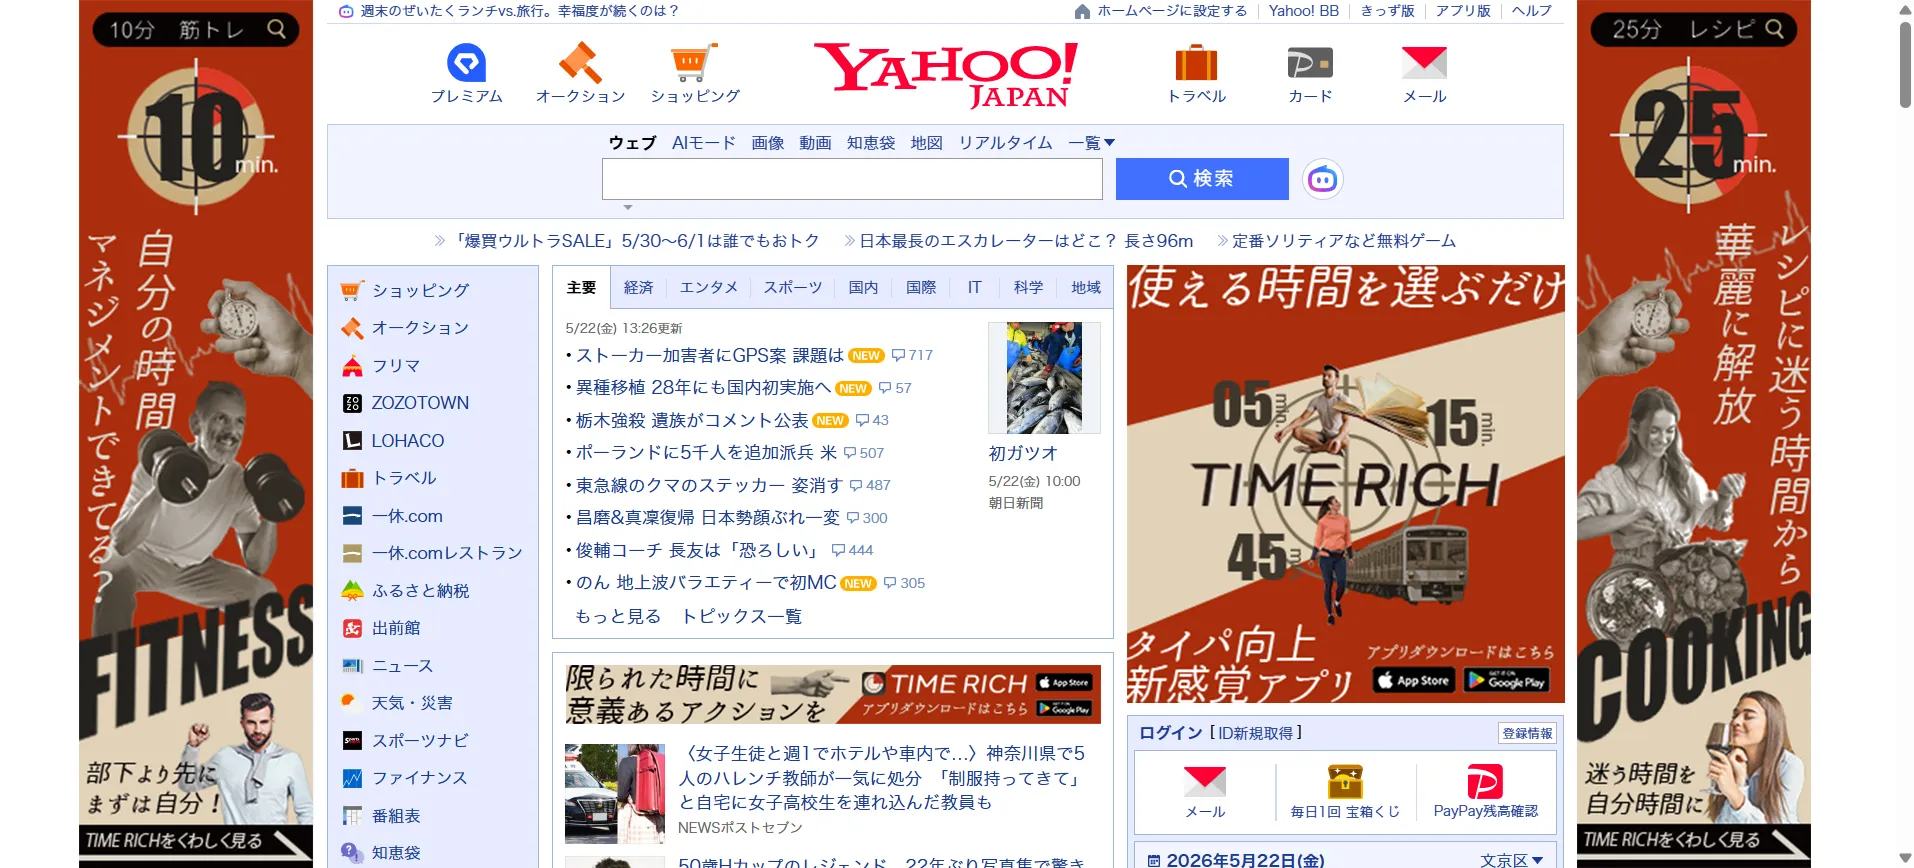 10分 筋トレ
10
min.
自分の時間
マネジメントできてる？
FITNESS
部下より先に
まずは自分！
TIME RICHをくわしく見る
週末のぜいたくランチvs.旅行。幸福度が続くのは？
ホームページに設定する
Yahoo! BB
きっず版
アプリ版
ヘルプ
プレミアム
オークション
ショッピング
YAHOO!
JAPAN
トラベル
カード
メール
ウェブ AIモード 画像 動画 知恵袋 地図 リアルタイム 一覧▼
検索
「爆買ウルトラSALE」5/30〜6/1は誰でもおトク
日本最長のエスカレーターはどこ？ 長さ96m
定番ソリティアなど無料ゲーム
ショッピング
オークション
フリマ
ZOZOTOWN
LOHACO
トラベル
一休.com
一休.comレストラン
ふるさと納税
出前館
ニュース
天気・災害
スポーツナビ
ファイナンス
番組表
知恵袋
主要 経済 エンタメ スポーツ 国内 国際 IT 科学 地域
5/22(金) 13:26更新
・ストーカー加害者にGPS案 課題は NEW 717
・異種移植 28年にも国内初実施へ NEW 57
・栃木強殺 遺族がコメント公表 NEW 43
・ポーランドに5千人を追加派兵 米 507
・東急線のクマのステッカー 姿消す 487
・昌磨&真凜復帰 日本勢顔ぶれ一変 300
・俊輔コーチ 長友は「恐ろしい」 444
・のん 地上波バラエティーで初MC NEW 305
もっと見る トピックス一覧
初ガツオ
5/22(金) 10:00
朝日新聞
限られた時間に
意義あるアクションを
TIME RICH
アプリダウンロードはこちら
App Store
GET IT ON
Google Play
〈女子生徒と週1でホテルや車内で…〉神奈川県で5
人のハレンチ教師が一気に処分 「制服持ってきて」
と自宅に女子高校生を連れ込んだ教員も
NEWSポストセブン
50歳Hカップのレジェンド、22年ぶり写真集で驚き
使える時間を選ぶだけ
05 min.
15 min.
TIME RICH
45
タイパ向上
新感覚アプリ
アプリダウンロードはこちら
App Store
GET IT ON
Google Play
ログイン [ ID新規取得 ]
登録情報
メール
毎日1回 宝箱くじ
PayPay残高確認
2026年5月22日(金)
文京区▼
25分 レシピ
25
min.
レシピに迷う時間から
華麗に解放
COOKING
迷う時間を
自分時間に
TIME RICHをくわしく見る